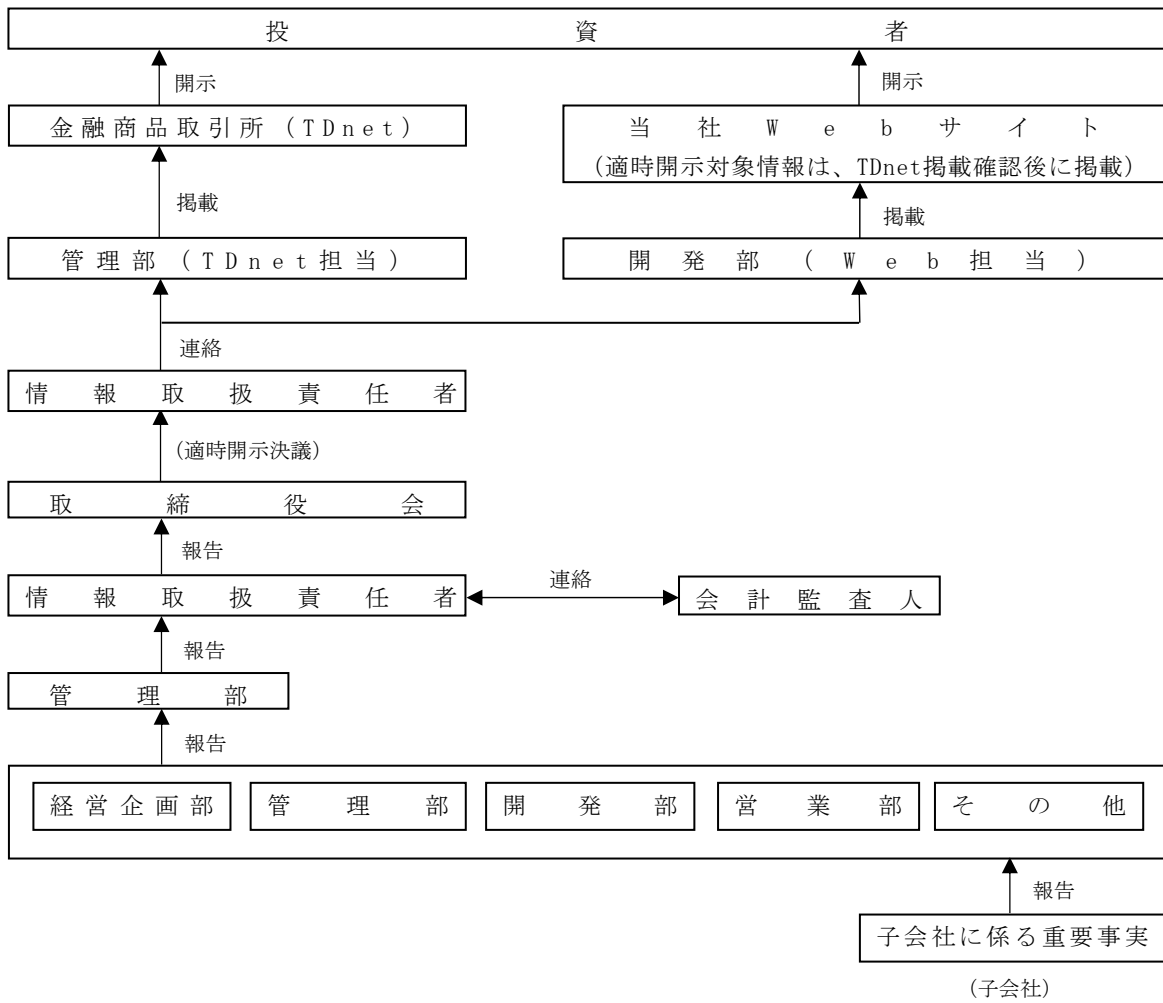 投資者
開示
開示
金融商品取引所(TDnet)
当社Webサイト
(適時開示対象情報は、TDnet掲載確認後に掲載)
掲載
掲載
管理部(TDnet担当)
開発部(Web担当)
連絡
情報取扱責任者
(適時開示決議)
取締役会
報告
情報取扱責任者
連絡
会計監査人
報告
管理部
報告
経営企画部
管理部
開発部
営業部
その他
報告
子会社に係る重要事実
(子会社)